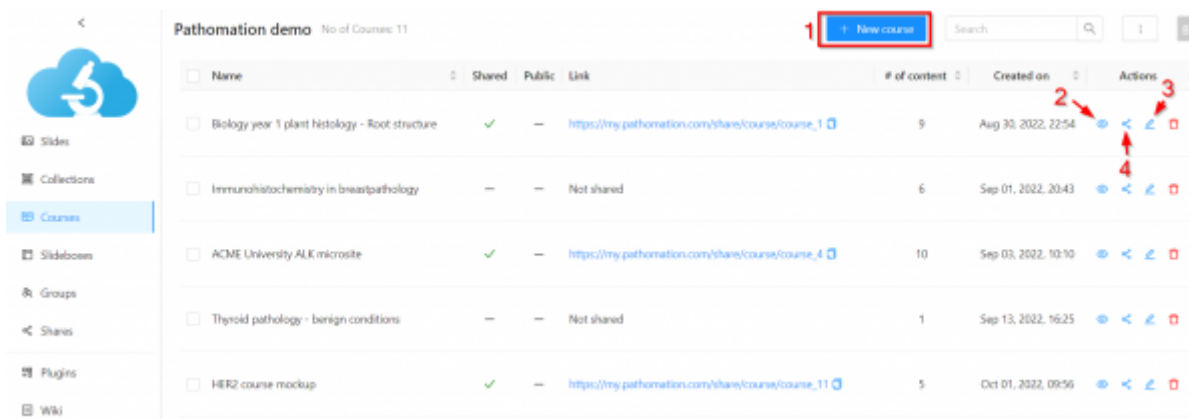 Pathomation demo No of Courses: 11
1
+ New course
Search
Name Shared Public Link # of content Created on Actions
2 3
Biology year 1 plant histology - Root structure https://my.pathomation.com/share/course/course_1 9 Aug 30, 2022, 22:54
4
Slides
Collections
Immunohistochemistry in breastpathology Not shared 6 Sep 01, 2022, 20:43
Courses
Slideboxes
ACME University ALK microsite https://my.pathomation.com/share/course/course_4 10 Sep 03, 2022, 10:10
Groups
Thyroid pathology - benign conditions Not shared 1 Sep 13, 2022, 16:25
Shares
Plugins
HER2 course mockup https://my.pathomation.com/share/course/course_11 5 Oct 01, 2022, 09:56
Wiki